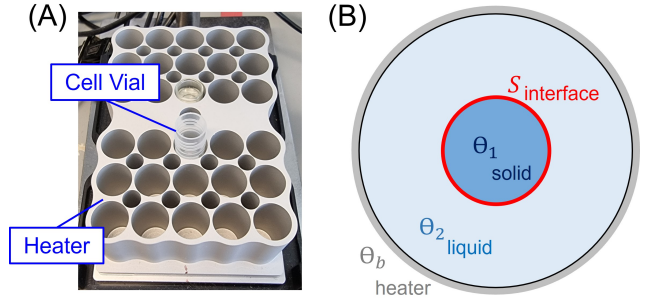 (A)
Cell Vial
Heater
(B)
S interface
Θ₁
solid
Θ₂
liquid
Θb
heater